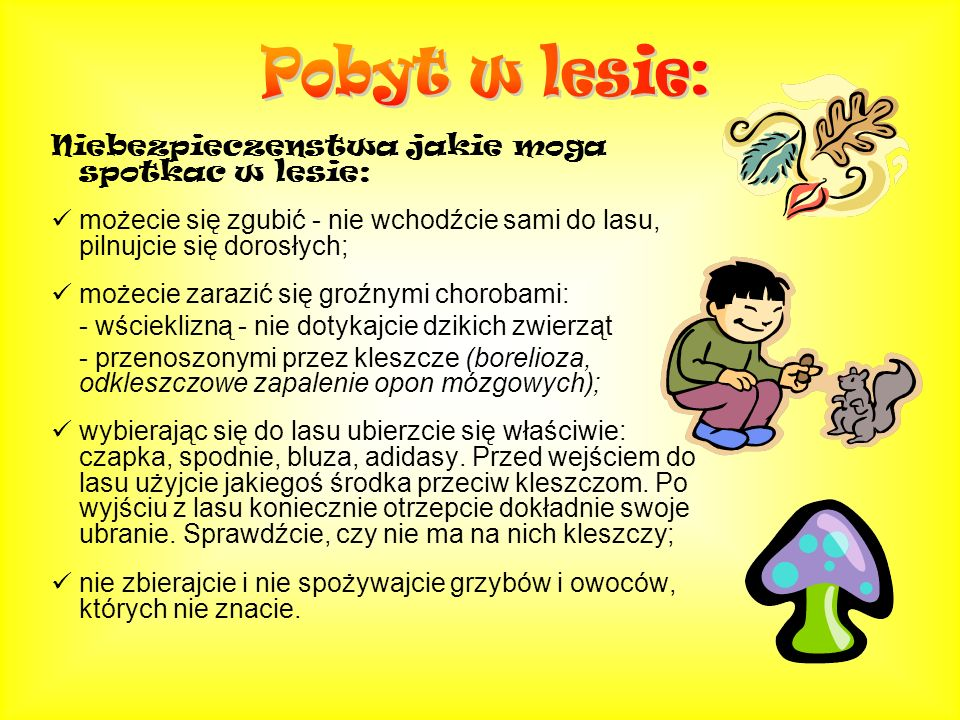 Pobyt w lesie:
Niebezpieczenstwa jakie moga
spotkac w lesie:
✓ możecie się zgubić - nie wchodźcie sami do lasu,
pilnujcie się dorosłych;
✓ możecie zarazić się groźnymi chorobami:
- wścieklizną - nie dotykajcie dzikich zwierząt
- przenoszonymi przez kleszcze (borelioza,
odkleszczowe zapalenie opon mózgowych);
✓ wybierając się do lasu ubierzcie się właściwie:
czapka, spodnie, bluza, adidasy. Przed wejściem do
lasu użyjcie jakiegoś środka przeciw kleszczom. Po
wyjściu z lasu koniecznie otrzepcie dokładnie swoje
ubranie. Sprawdźcie, czy nie ma na nich kleszczy;
✓ nie zbierajcie i nie spożywajcie grzybów i owoców,
których nie znacie.